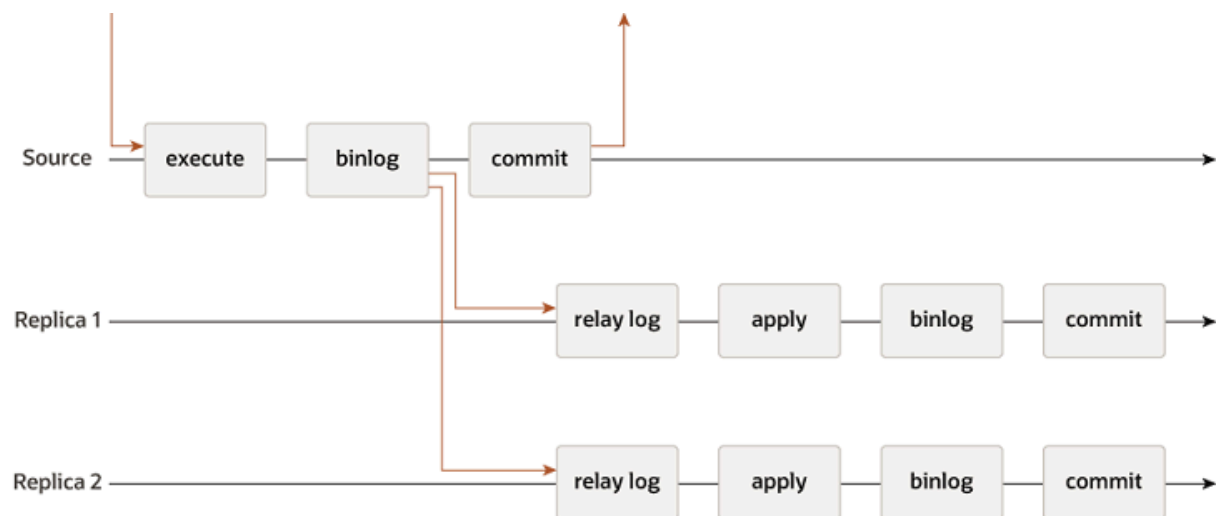 Source execute binlog commit
Replica 1 relay log apply binlog commit
Replica 2 relay log apply binlog commit